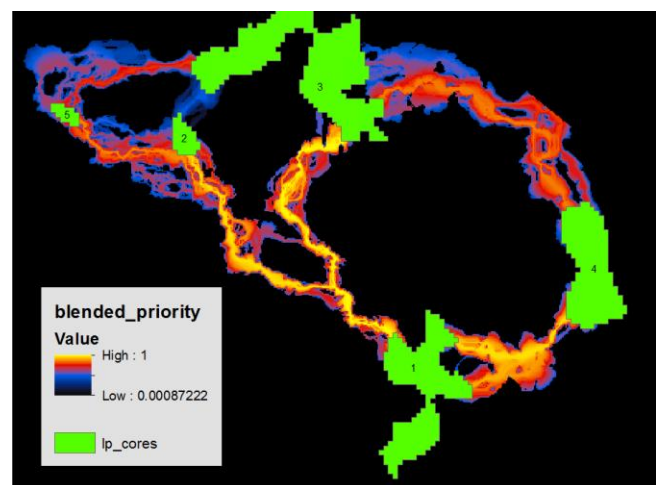 3
5
2
4
1
blended_priority
Value
High : 1
Low : 0.00087222
lp_cores